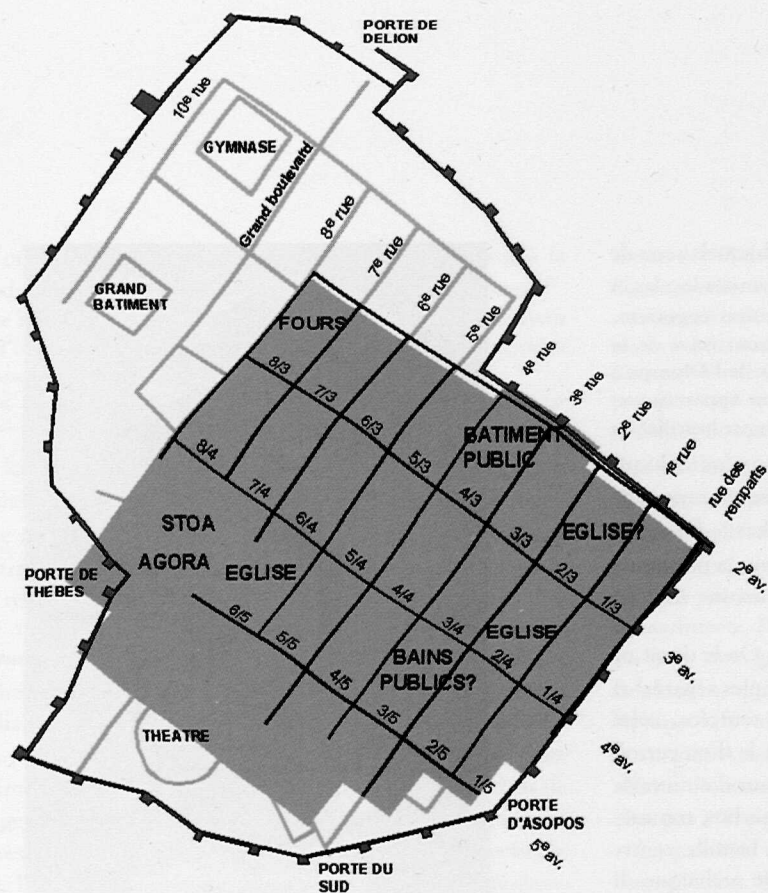 PORTE DE
DELION
10e rue
GYMNASE
Grand boulevard
8e rue
7e rue
6e rue
5e rue
GRAND
BATIMENT
FOURS
4e rue
3e rue
2e rue
1e rue
rue des
remparts
8/3
7/3
6/3
5/3
4/3
3/3
2/3
1/3
BATIMENT
PUBLIC
EGLISE?
2e av.
8/4
7/4
6/4
5/4
4/4
3/4
2/4
1/4
STOA
AGORA
EGLISE
PORTE DE
THEBES
EGLISE
3e av.
BAINS
PUBLICS?
6/5
5/5
4/5
3/5
2/5
1/5
4e av.
THEATRE
PORTE
D'ASOPOS
5e av.
PORTE DU
SUD